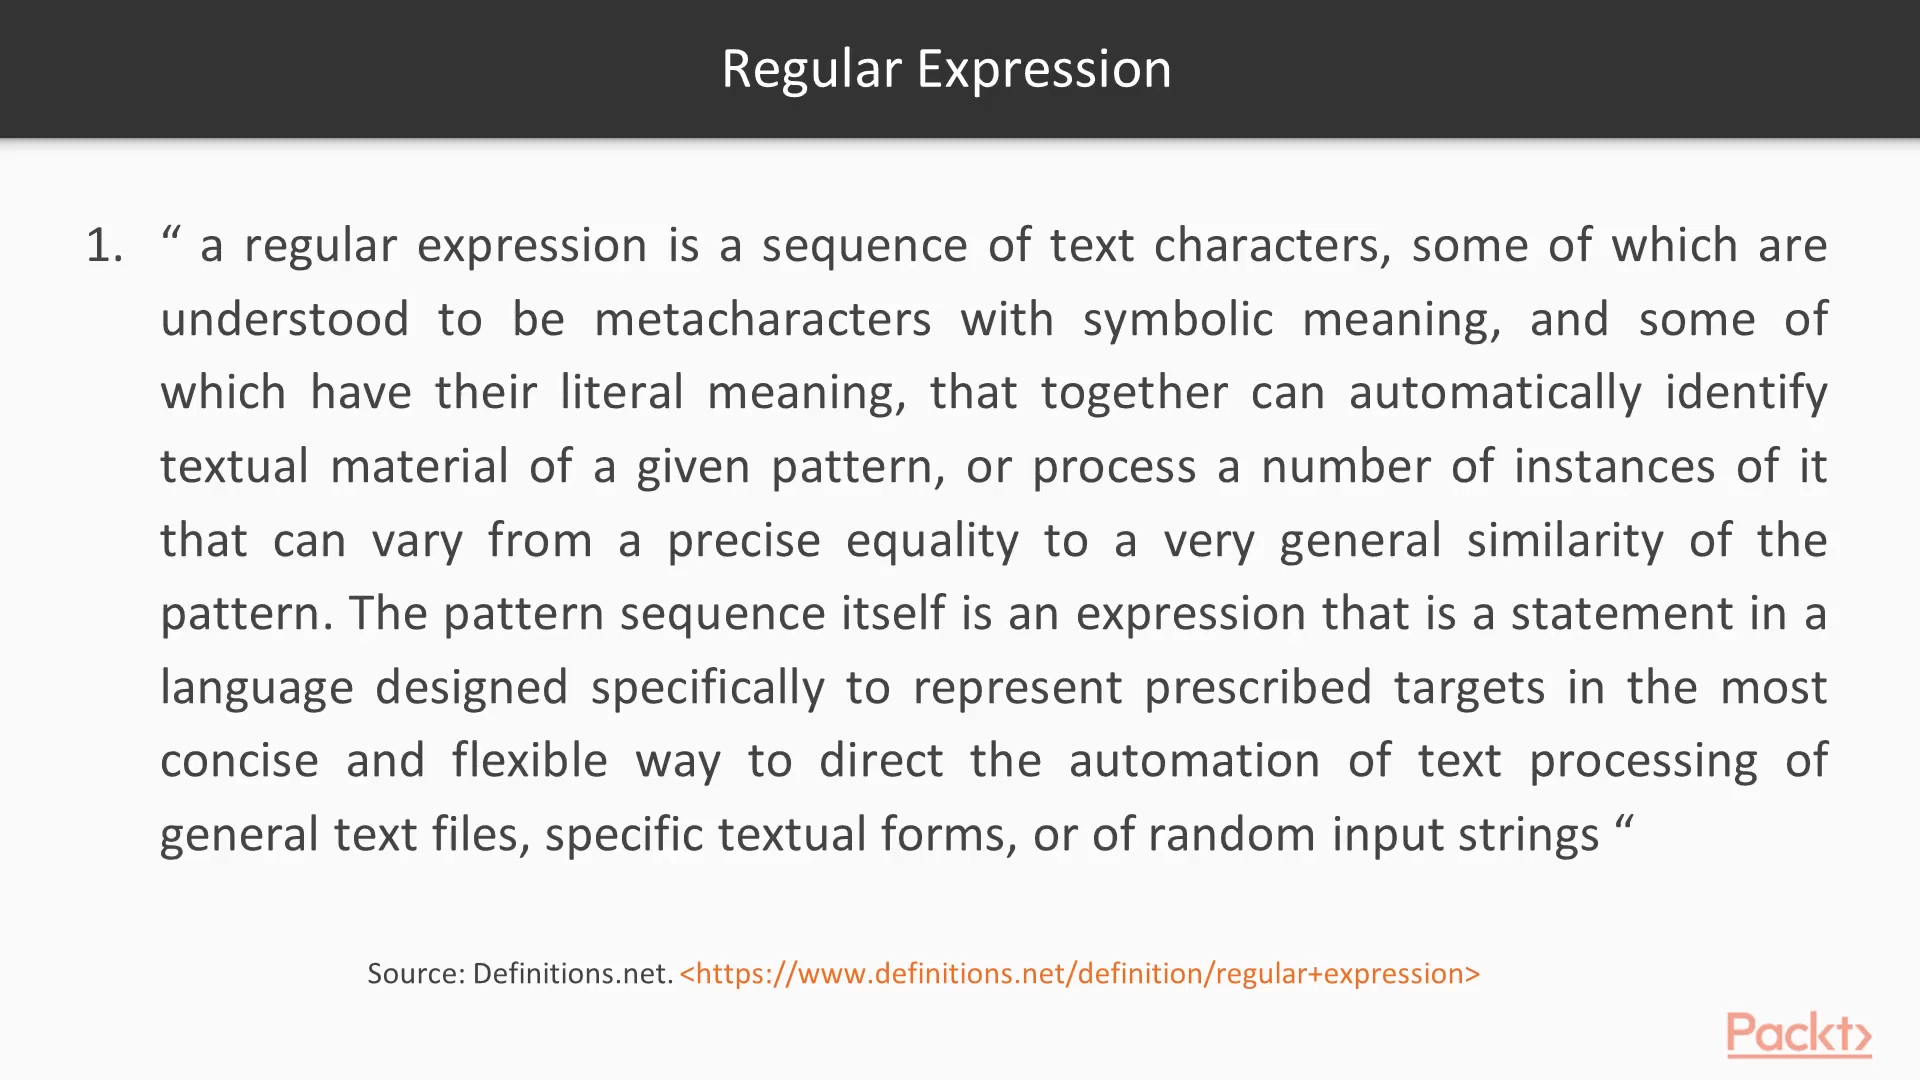 Regular Expression
1. “ a regular expression is a sequence of text characters, some of which are
understood to be metacharacters with symbolic meaning, and some of
which have their literal meaning, that together can automatically identify
textual material of a given pattern, or process a number of instances of it
that can vary from a precise equality to a very general similarity of the
pattern. The pattern sequence itself is an expression that is a statement in a
language designed specifically to represent prescribed targets in the most
concise and flexible way to direct the automation of text processing of
general text files, specific textual forms, or of random input strings “
Source: Definitions.net. <https://www.definitions.net/definition/regular+expression>
Packt>